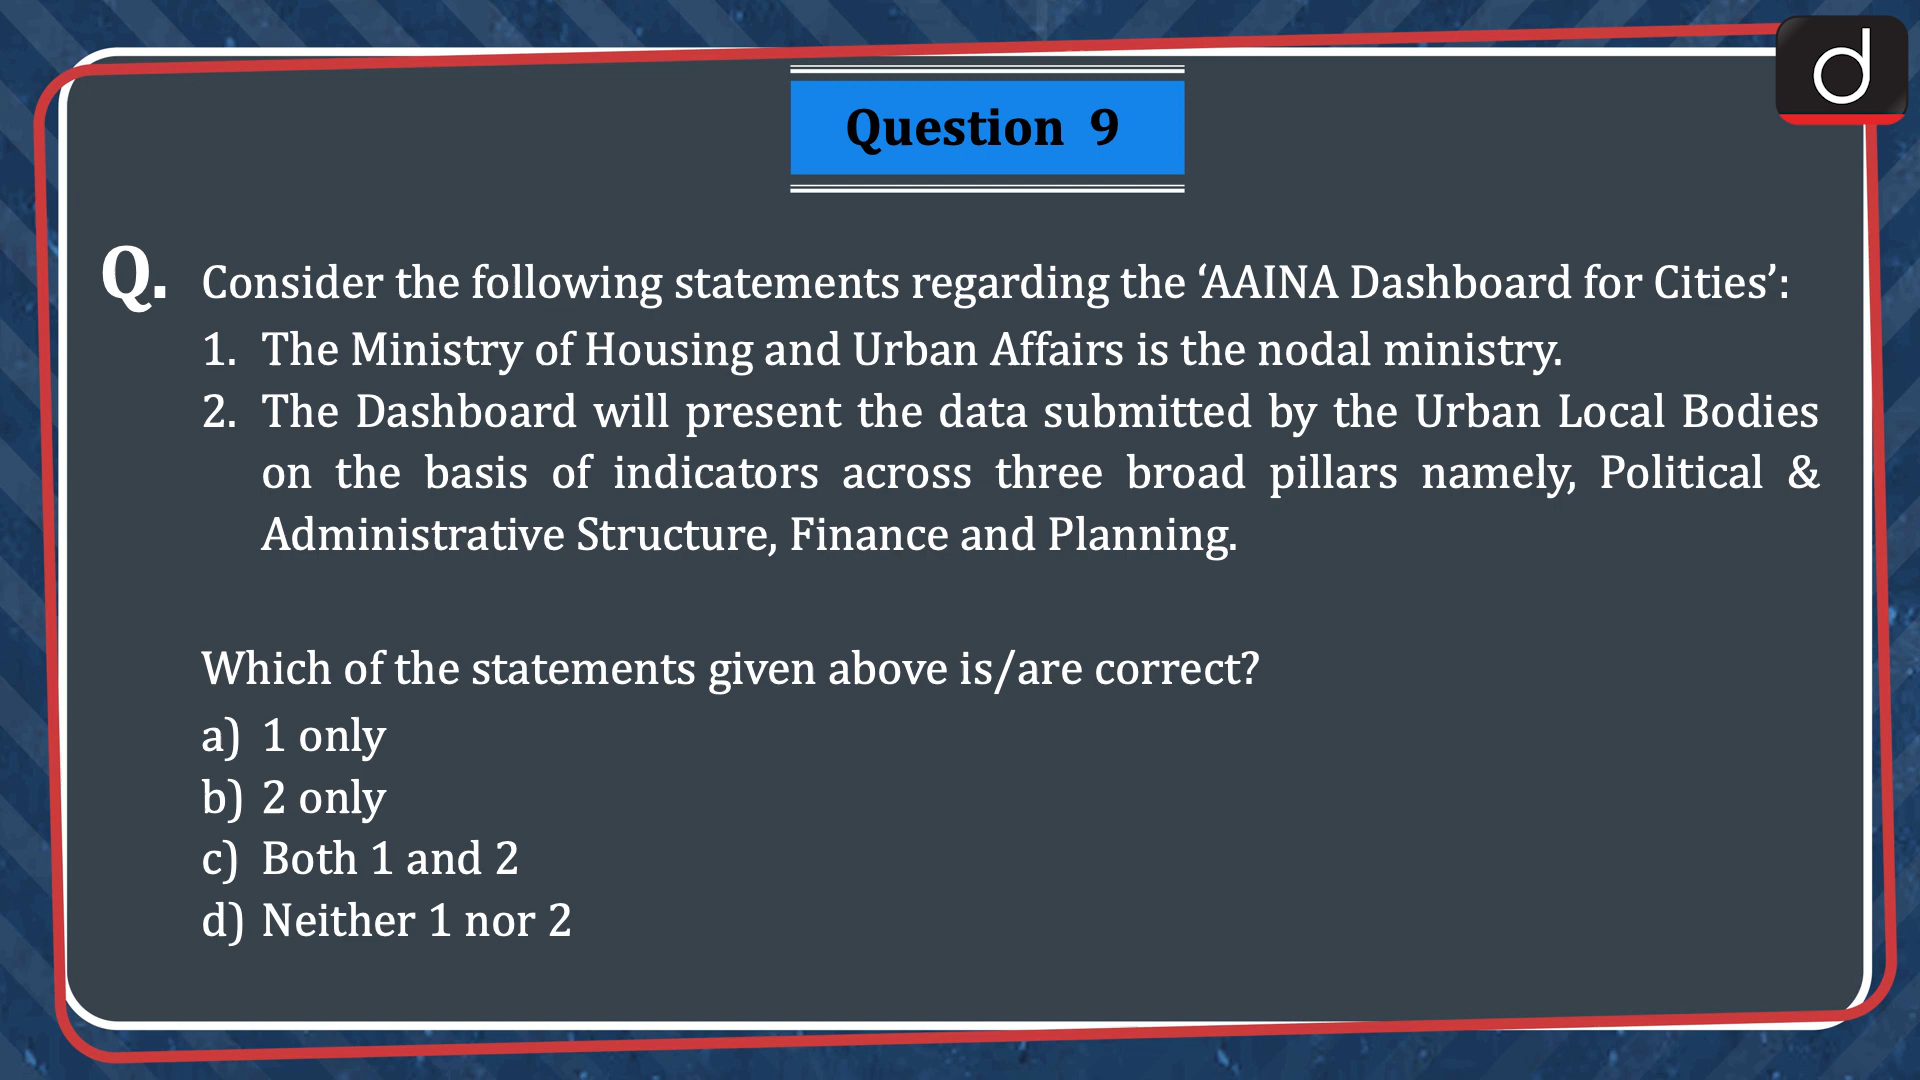 d
Question 9
Q. Consider the following statements regarding the ‘AAINA Dashboard for Cities’:
1. The Ministry of Housing and Urban Affairs is the nodal ministry.
2. The Dashboard will present the data submitted by the Urban Local Bodies
on the basis of indicators across three broad pillars namely, Political &
Administrative Structure, Finance and Planning.
Which of the statements given above is/are correct?
a) 1 only
b) 2 only
c) Both 1 and 2
d) Neither 1 nor 2